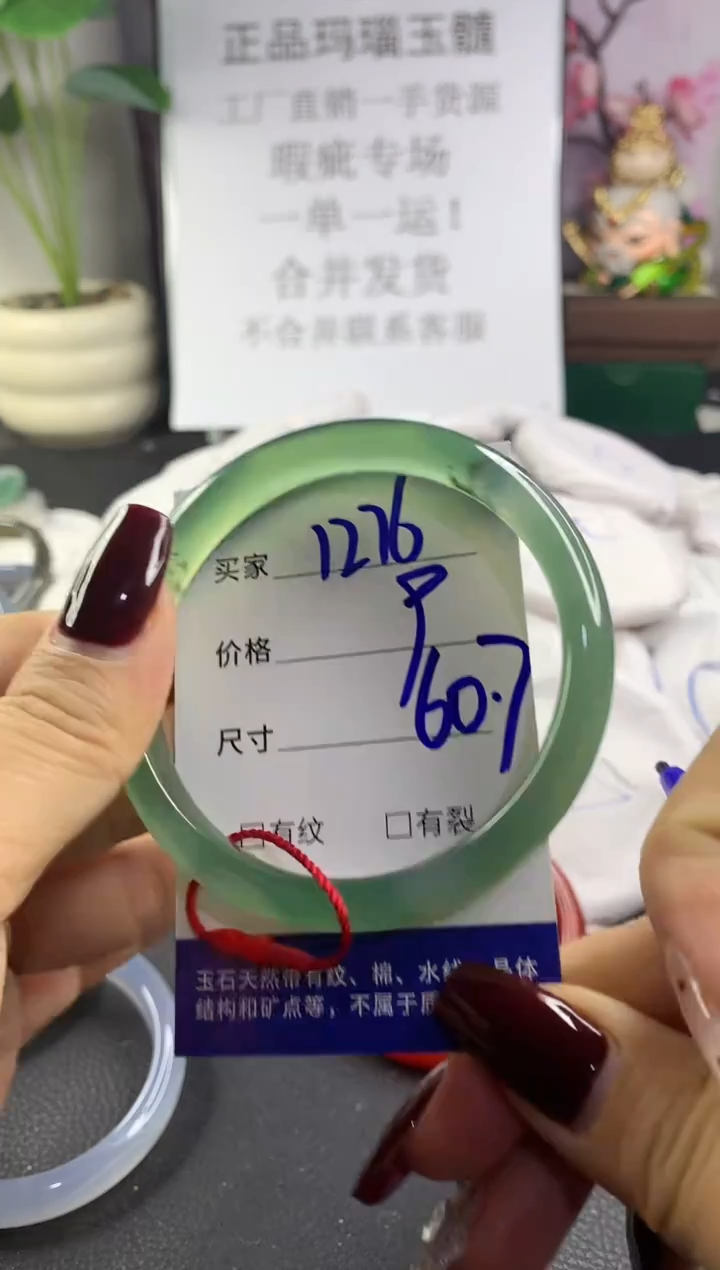 正品玛瑙玉髓
工厂直销一手货源
瑕疵专场
一单一运！
合并发货
不合并联系客服
买家 1276
价格
尺寸 60.7
□有纹 □有裂
玉石天然带有纹、棉、水线 具体
结构和矿点等，不属于质